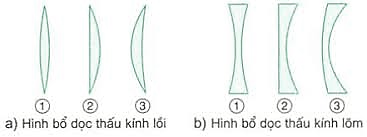 ① ② ③ ① ② ③
a) Hình bổ dọc thấu kính lồi b) Hình bổ dọc thấu kính lõm